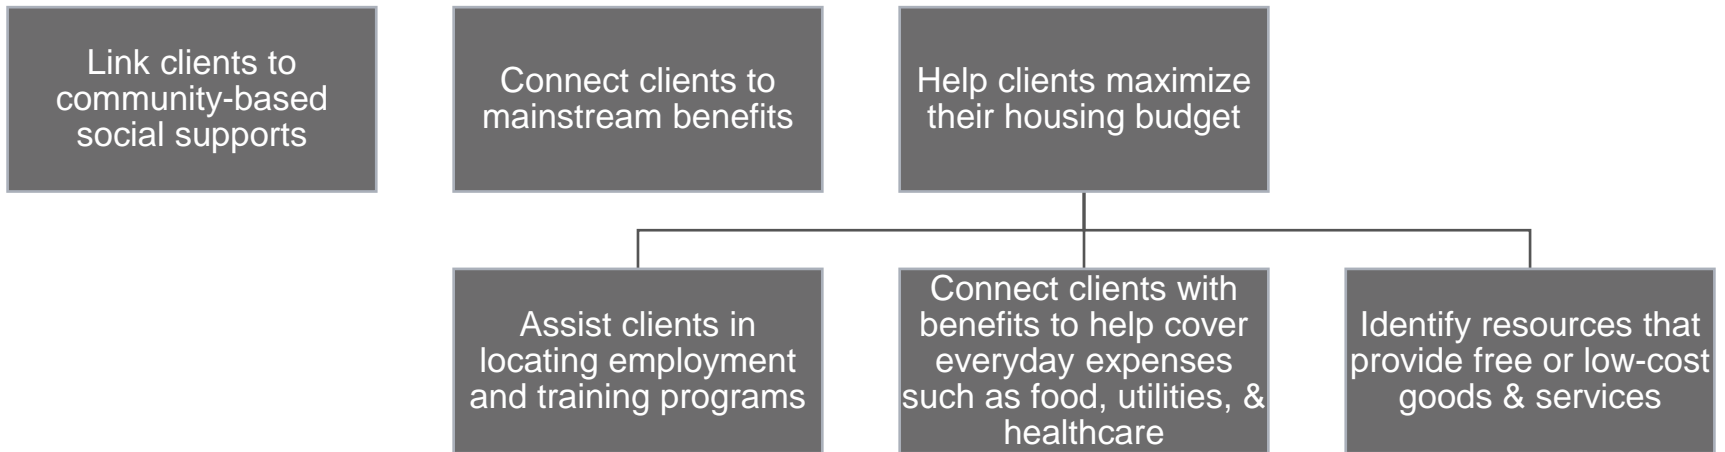 Link clients to
community-based
social supports
Connect clients to
mainstream benefits
Help clients maximize
their housing budget
Assist clients in
locating employment
and training programs
Connect clients with
benefits to help cover
everyday expenses
such as food, utilities, &
healthcare
Identify resources that
provide free or low-cost
goods & services